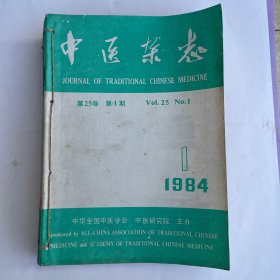 中医杂志
JOURNAL OF TRADITIONAL CHINESE MEDICINE
第25卷 第1期 Vol. 25 No.1
1
1984
中华全国中医学会 中医研究院 主办
Sponsored by ALL-CHINA ASSOCIATION OF TRADITIONAL CHINESE
MEDICINE and ACADEMY OF TRADITIONAL CHINESE MEDICINE